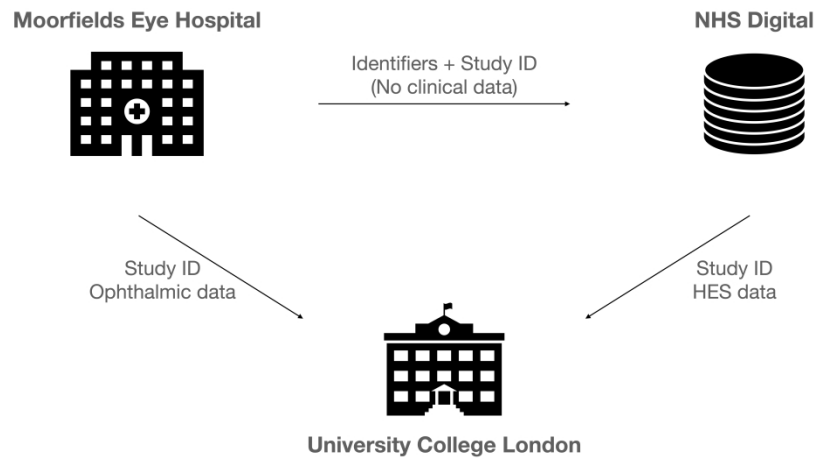 Moorfields Eye Hospital
NHS Digital
Identifiers + Study ID
(No clinical data)
Study ID
Ophthalmic data
Study ID
HES data
University College London